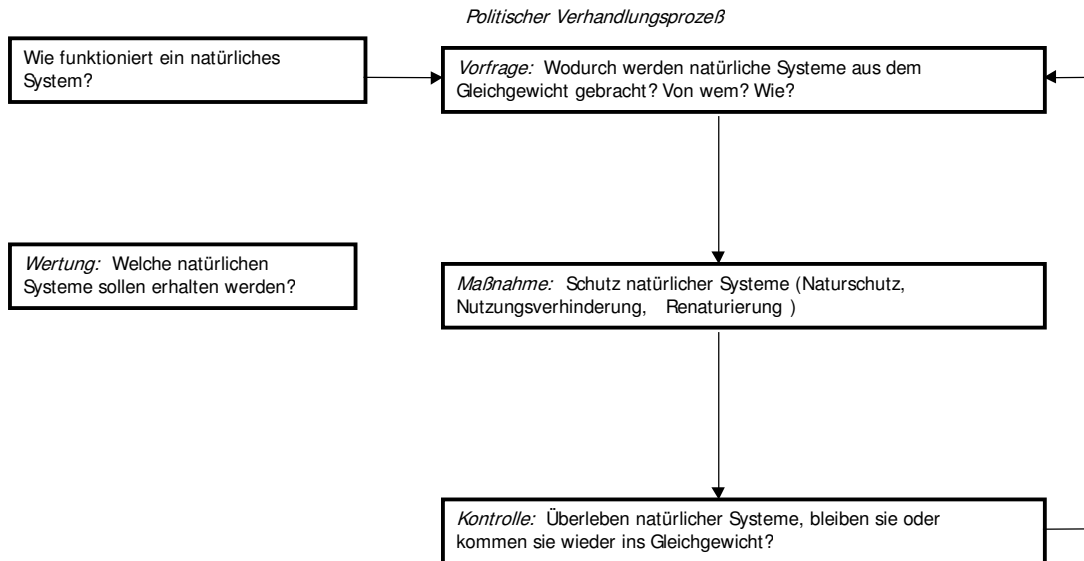 Politischer Verhandlungsprozeß
Wie funktioniert ein natürliches
System?
Vorfrage: Wodurch werden natürliche Systeme aus dem
Gleichgewicht gebracht? Von wem? Wie?
Wertung: Welche natürlichen
Systeme sollen erhalten werden?
Maßnahme: Schutz natürlicher Systeme (Naturschutz,
Nutzungsverhinderung, Renaturierung )
Kontrolle: Überleben natürlicher Systeme, bleiben sie oder
kommen sie wieder ins Gleichgewicht?